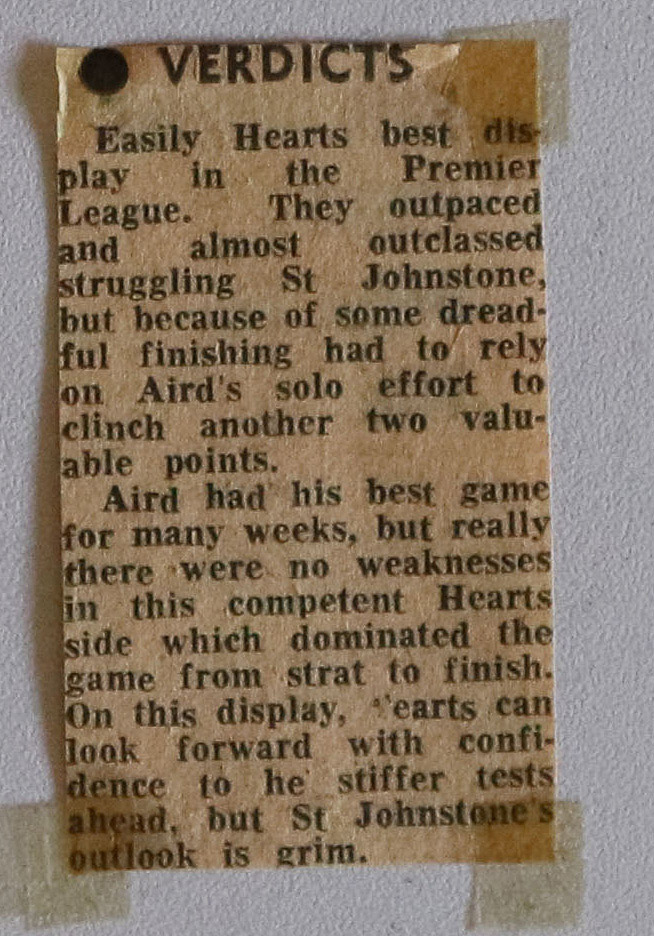 VERDICTS
Easily Hearts best dis-
play in the Premier
League. They outpaced
and almost outclassed
struggling St Johnstone,
but because of some dread-
ful finishing had to rely
on Aird's solo effort to
clinch another two valu-
able points.
Aird had his best game
for many weeks, but really
there were no weaknesses
in this competent Hearts
side which dominated the
game from strat to finish.
On this display, 'earts can
look forward with confi-
dence to he stiffer tests
ahead, but St Johnstone's
outlook is grim.